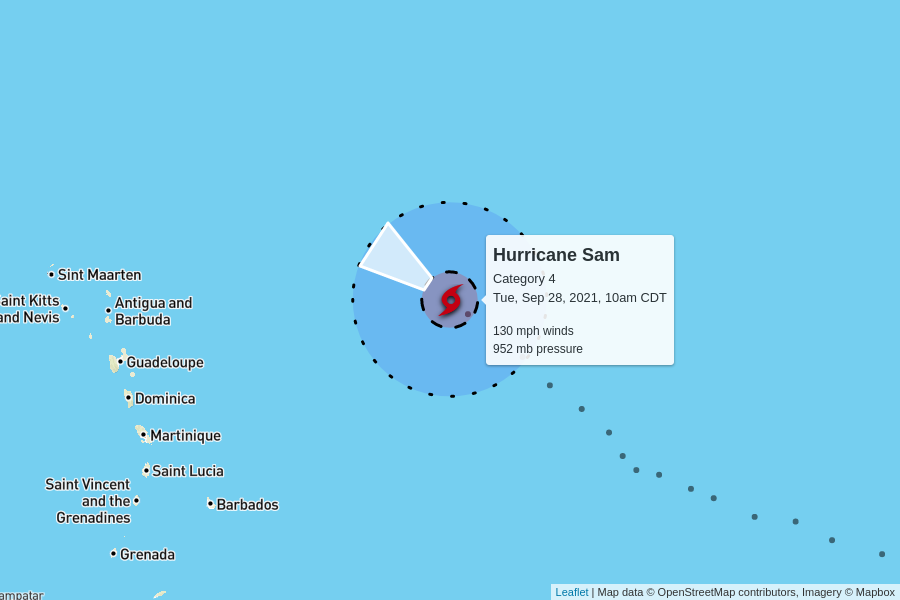 Hurricane Sam
Category 4
Tue, Sep 28, 2021, 10am CDT
130 mph winds
952 mb pressure
Sint Maarten
aint Kitts
and Nevis
Antigua and
Barbuda
Guadeloupe
Dominica
Martinique
Saint Lucia
Saint Vincent
and the
Grenadines
Barbados
Grenada
ampatar
Leaflet | Map data © OpenStreetMap contributors, Imagery © Mapbox